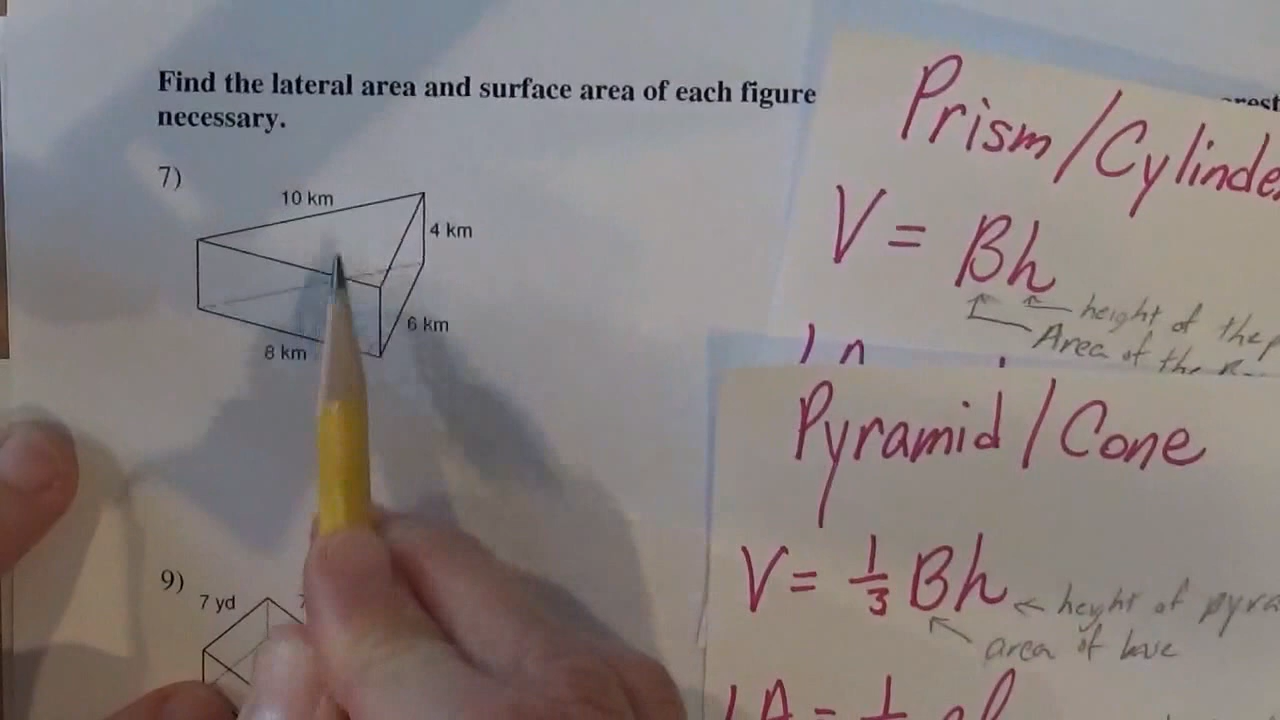 Find the lateral area and surface area of each figure
necessary.
7)
10 km
4 km
6 km
8 km
9)
7 yd
Prism/Cylinde
V = Bh
height of the
Area of the
Pyramid/Cone
V = 1/3 Bh
height of
area of
LA = 1